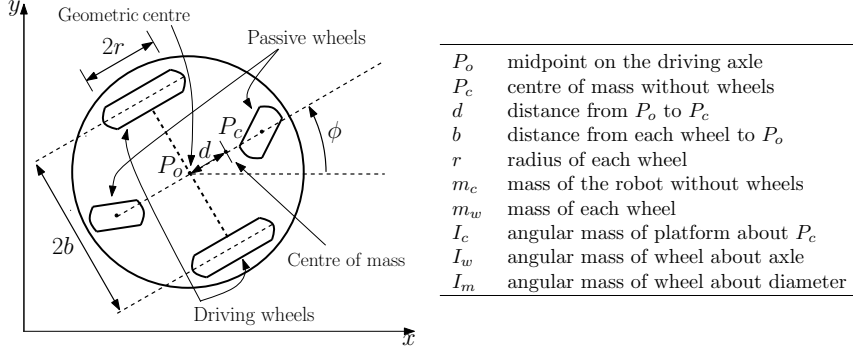 y
Geometric centre
2r
Passive wheels
P_c
ϕ
d
P_o
2b
Centre of mass
Driving wheels
x
P_o midpoint on the driving axle
P_c centre of mass without wheels
d distance from P_o to P_c
b distance from each wheel to P_o
r radius of each wheel
m_c mass of the robot without wheels
m_w mass of each wheel
I_c angular mass of platform about P_c
I_w angular mass of wheel about axle
I_m angular mass of wheel about diameter